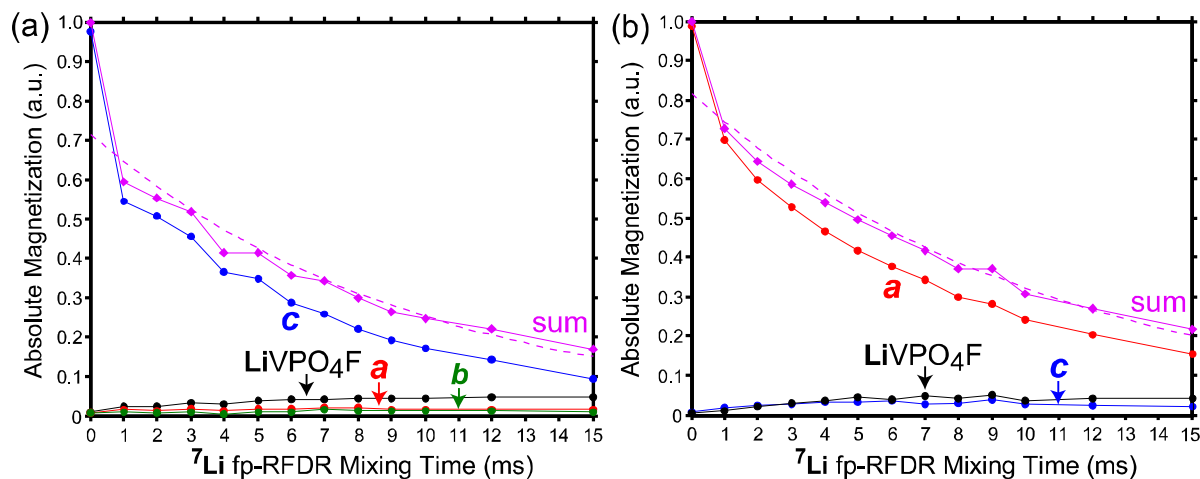 (a)
Absolute Magnetization (a.u.)
1.0
0.9
0.8
0.7
0.6
0.5
0.4
0.3
0.2
0.1
0
c
sum
LiVPO₄F
a
b
0 1 2 3 4 5 6 7 8 9 10 11 12 13 14 15
⁷Li fp-RFDR Mixing Time (ms)
(b)
Absolute Magnetization (a.u.)
1.0
0.9
0.8
0.7
0.6
0.5
0.4
0.3
0.2
0.1
0
a
sum
LiVPO₄F
c
0 1 2 3 4 5 6 7 8 9 10 11 12 13 14 15
⁷Li fp-RFDR Mixing Time (ms)